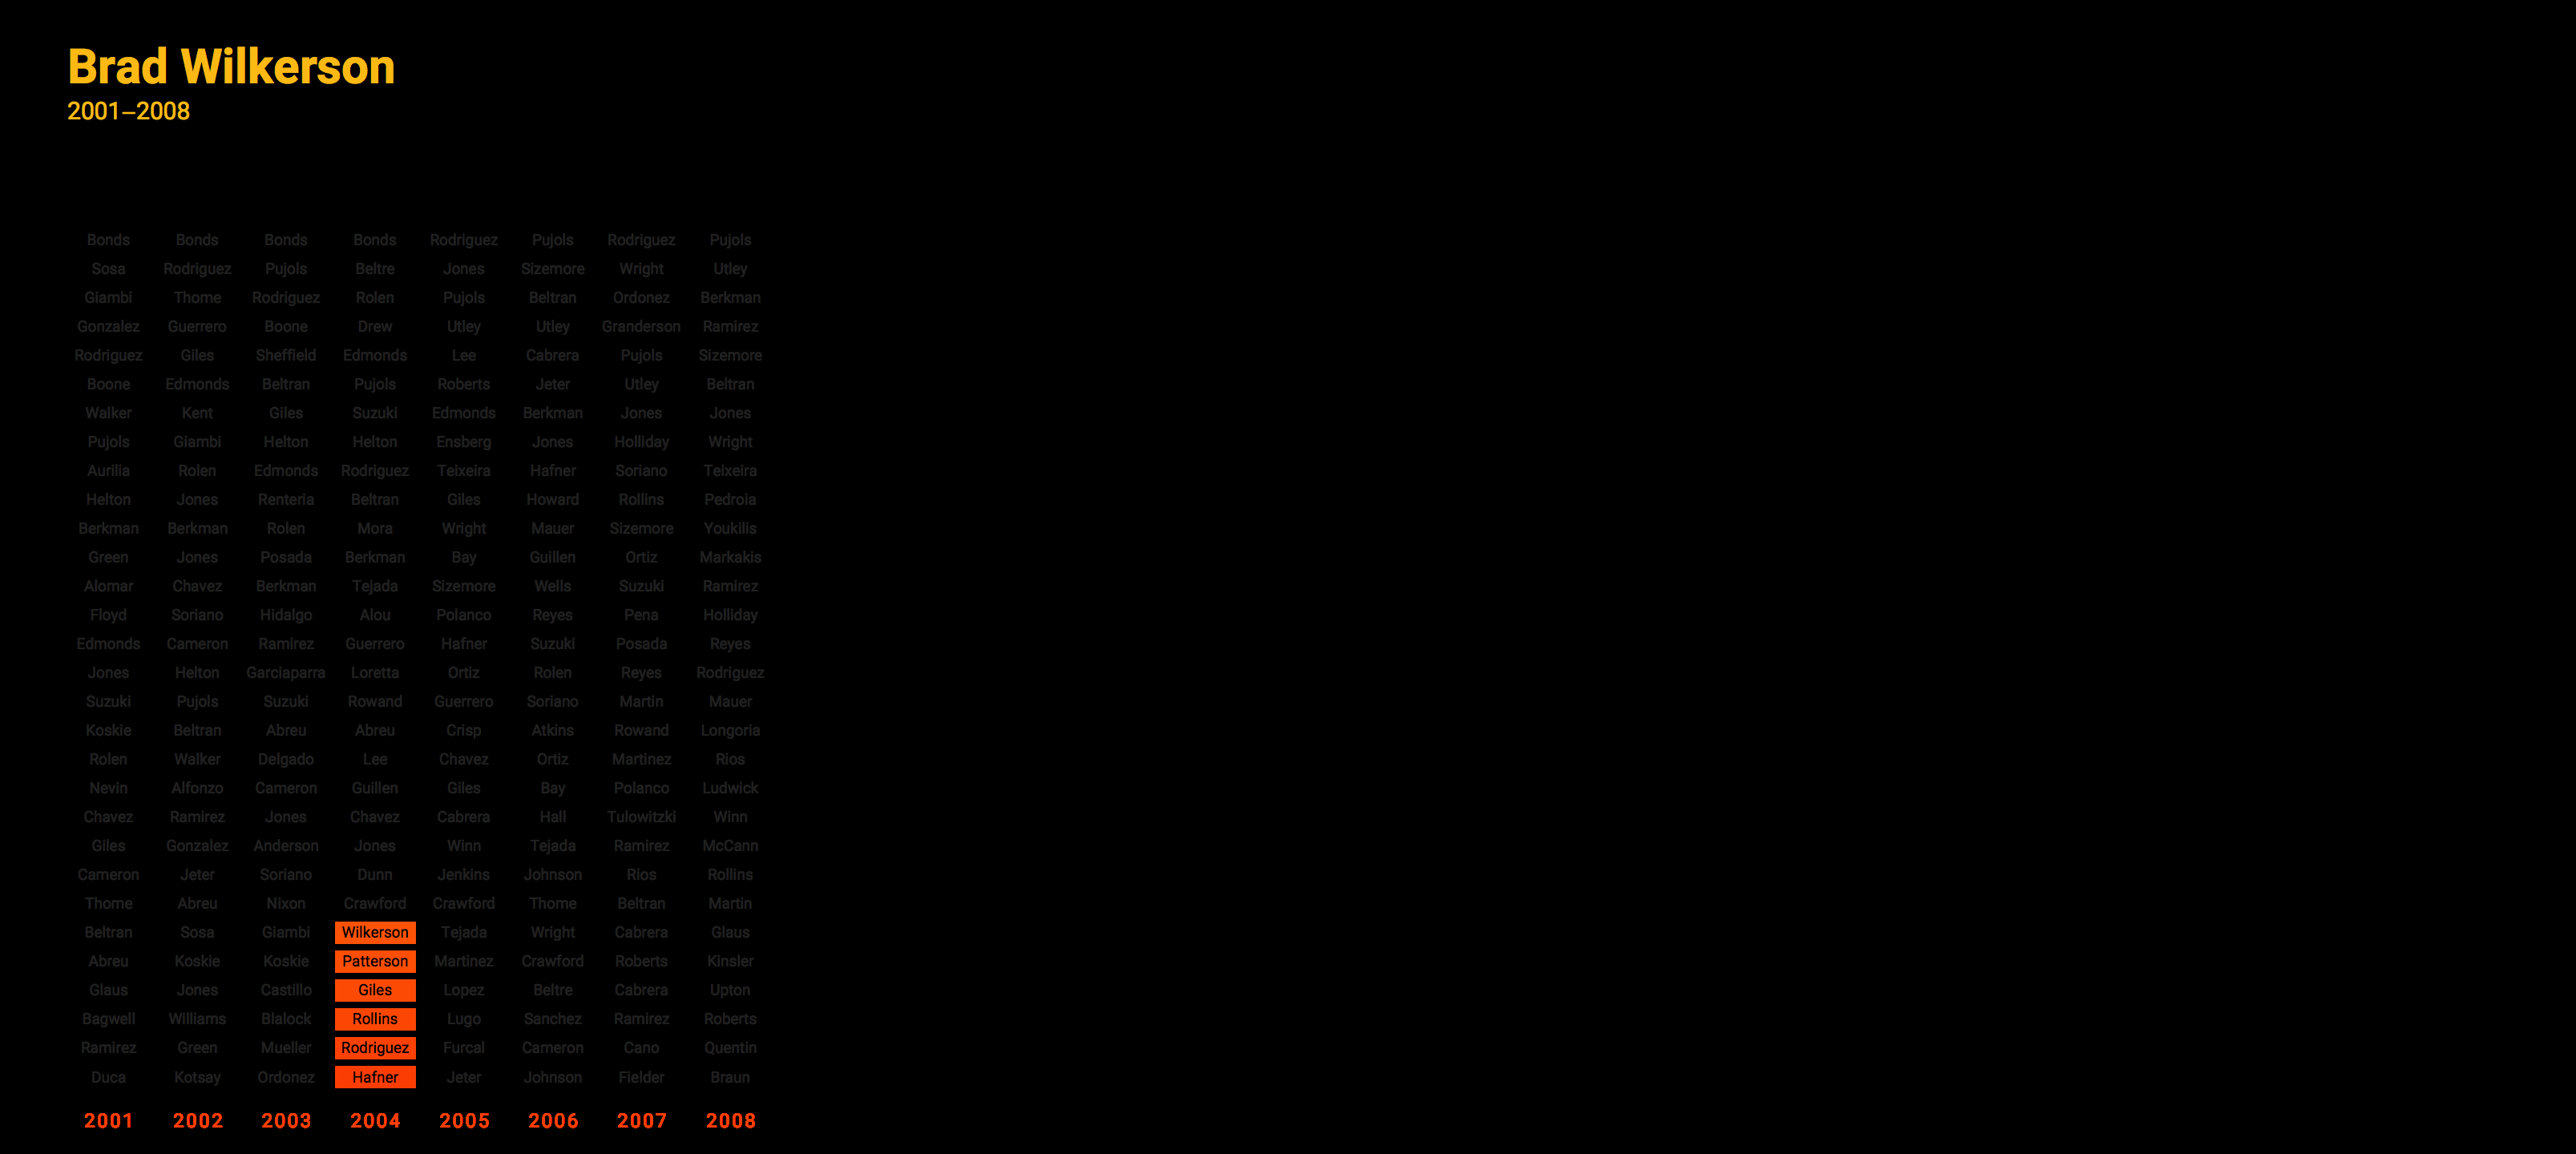 Brad Wilkerson
2001–2008
Bonds Bonds Bonds Bonds Rodriguez Pujols Rodriguez Pujols
Sosa Rodriguez Pujols Beltre Jones Sizemore Wright Utley
Giambi Thome Rodriguez Rolen Pujols Beltran Ordonez Berkman
Gonzalez Guerrero Boone Drew Utley Utley Granderson Ramirez
Rodriguez Giles Sheffield Edmonds Lee Cabrera Pujols Sizemore
Boone Edmonds Beltran Pujols Roberts Jeter Utley Beltran
Walker Kent Giles Suzuki Edmonds Berkman Jones Jones
Pujols Giambi Helton Helton Ensberg Jones Holliday Wright
Aurilia Rolen Edmonds Rodriguez Teixeira Hafner Soriano Teixeira
Helton Jones Renteria Beltran Giles Howard Rollins Pedroia
Berkman Berkman Rolen Mora Wright Mauer Sizemore Youkilis
Green Jones Posada Berkman Bay Guillen Ortiz Markakis
Alomar Chavez Berkman Tejada Sizemore Wells Suzuki Ramirez
Floyd Soriano Hidalgo Alou Polanco Reyes Pena Holliday
Edmonds Cameron Ramirez Guerrero Hafner Suzuki Posada Reyes
Jones Helton Garciaparra Loretta Ortiz Rolen Reyes Rodriguez
Suzuki Pujols Suzuki Rowand Guerrero Soriano Martin Mauer
Koskie Beltran Abreu Abreu Crisp Atkins Rowand Longoria
Rolen Walker Delgado Lee Chavez Ortiz Martinez Rios
Nevin Alfonzo Cameron Guillen Giles Bay Polanco Ludwick
Chavez Ramirez Jones Chavez Cabrera Hall Tulowitzki Winn
Giles Gonzalez Anderson Jones Winn Tejada Ramirez McCann
Cameron Jeter Soriano Dunn Jenkins Johnson Rios Rollins
Thome Abreu Nixon Crawford Crawford Thome Beltran Martin
Beltran Sosa Giambi Wilkerson Tejada Wright Cabrera Glaus
Abreu Koskie Koskie Patterson Martinez Crawford Roberts Kinsler
Glaus Jones Castillo Giles Lopez Beltre Cabrera Upton
Bagwell Williams Blalock Rollins Lugo Sanchez Ramirez Roberts
Ramirez Green Mueller Rodriguez Furcal Cameron Cano Quentin
Duca Kotsay Ordonez Hafner Jeter Johnson Fielder Braun
2001 2002 2003 2004 2005 2006 2007 2008